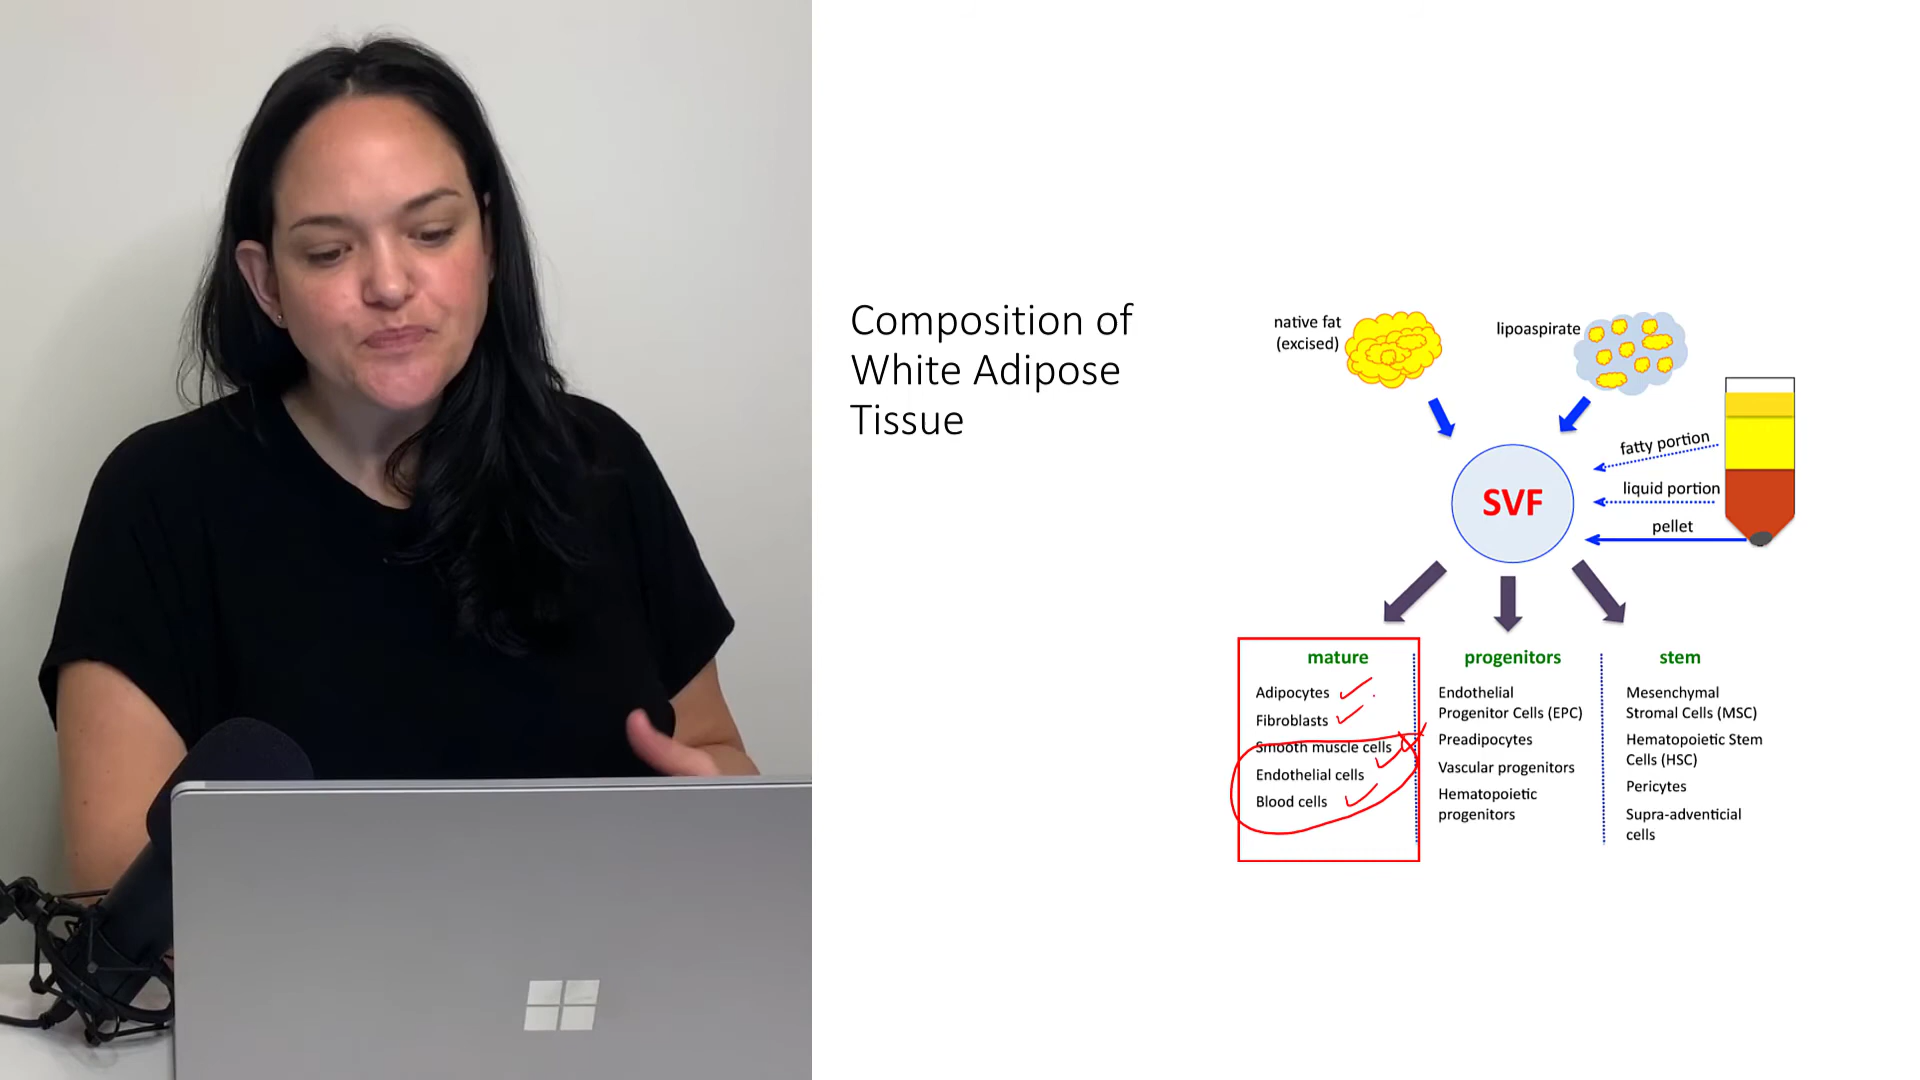 Composition of
White Adipose
Tissue
native fat
(excised)
lipoaspirate
fatty portion
liquid portion
pellet
SVF
mature
Adipocytes
Fibroblasts
Smooth muscle cells
Endothelial cells
Blood cells
progenitors
Endothelial
Progenitor Cells (EPC)
Preadipocytes
Vascular progenitors
Hematopoietic
progenitors
stem
Mesenchymal
Stromal Cells (MSC)
Hematopoietic Stem
Cells (HSC)
Pericytes
Supra-adventicial
cells